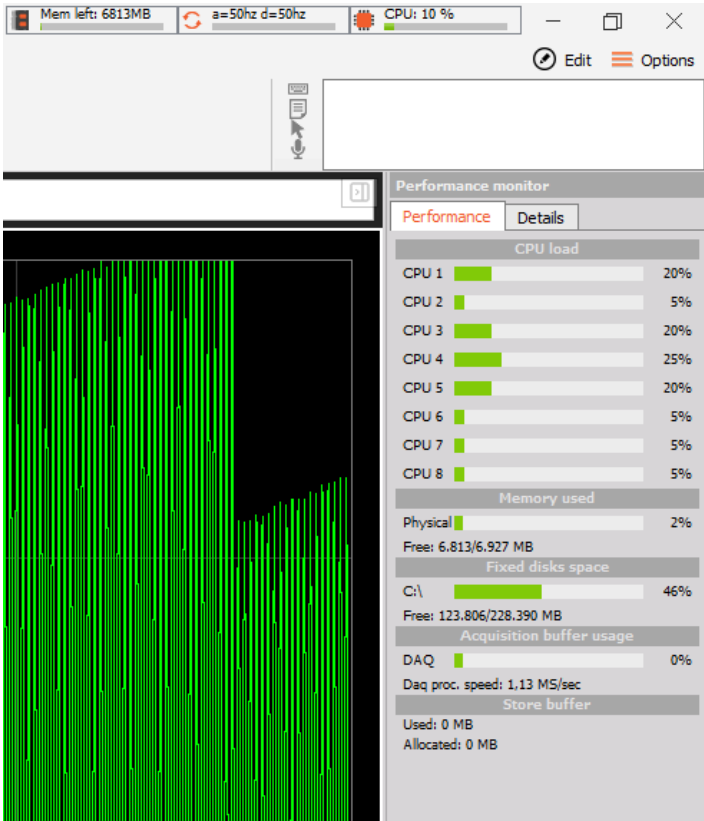 Mem left: 6813MB
a=50hz d=50hz
CPU: 10 %
Edit
Options
Performance monitor
Performance
Details
CPU load
CPU 1 20%
CPU 2 5%
CPU 3 20%
CPU 4 25%
CPU 5 20%
CPU 6 5%
CPU 7 5%
CPU 8 5%
Memory used
Physical 2%
Free: 6.813/6.927 MB
Fixed disks space
C:\ 46%
Free: 123.806/228.390 MB
Acquisition buffer usage
DAQ 0%
Daq proc. speed: 1,13 MS/sec
Store buffer
Used: 0 MB
Allocated: 0 MB